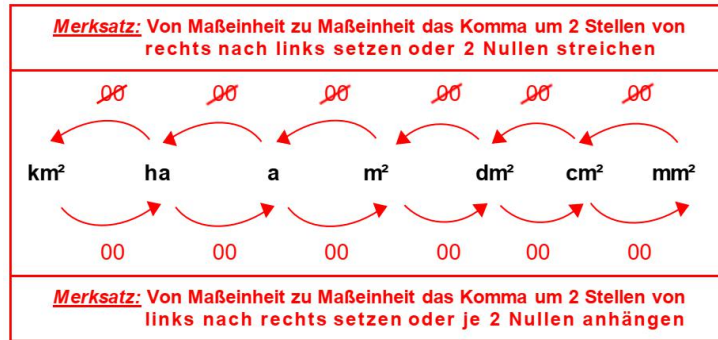 Merksatz: Von Maßeinheit zu Maßeinheit das Komma um 2 Stellen von
rechts nach links setzen oder 2 Nullen streichen
00 00 00 00 00 00
km² ha a m² dm² cm² mm²
00 00 00 00 00 00
Merksatz: Von Maßeinheit zu Maßeinheit das Komma um 2 Stellen von
links nach rechts setzen oder je 2 Nullen anhängen